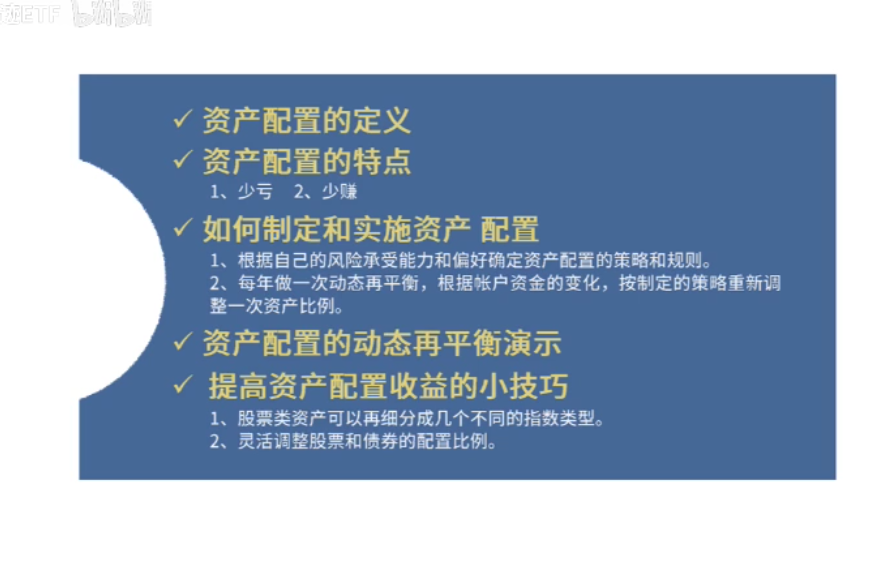 ETF bilibili
✓ 资产配置的定义
✓ 资产配置的特点
1、少亏 2、少赚
✓ 如何制定和实施资产 配置
1、根据自己的风险承受能力和偏好确定资产配置的策略和规则。
2、每年做一次动态再平衡，根据帐户资金的变化，按制定的策略重新调
整一次资产比例。
✓ 资产配置的动态再平衡演示
✓ 提高资产配置收益的小技巧
1、股票类资产可以再细分成几个不同的指数类型。
2、灵活调整股票和债券的配置比例。